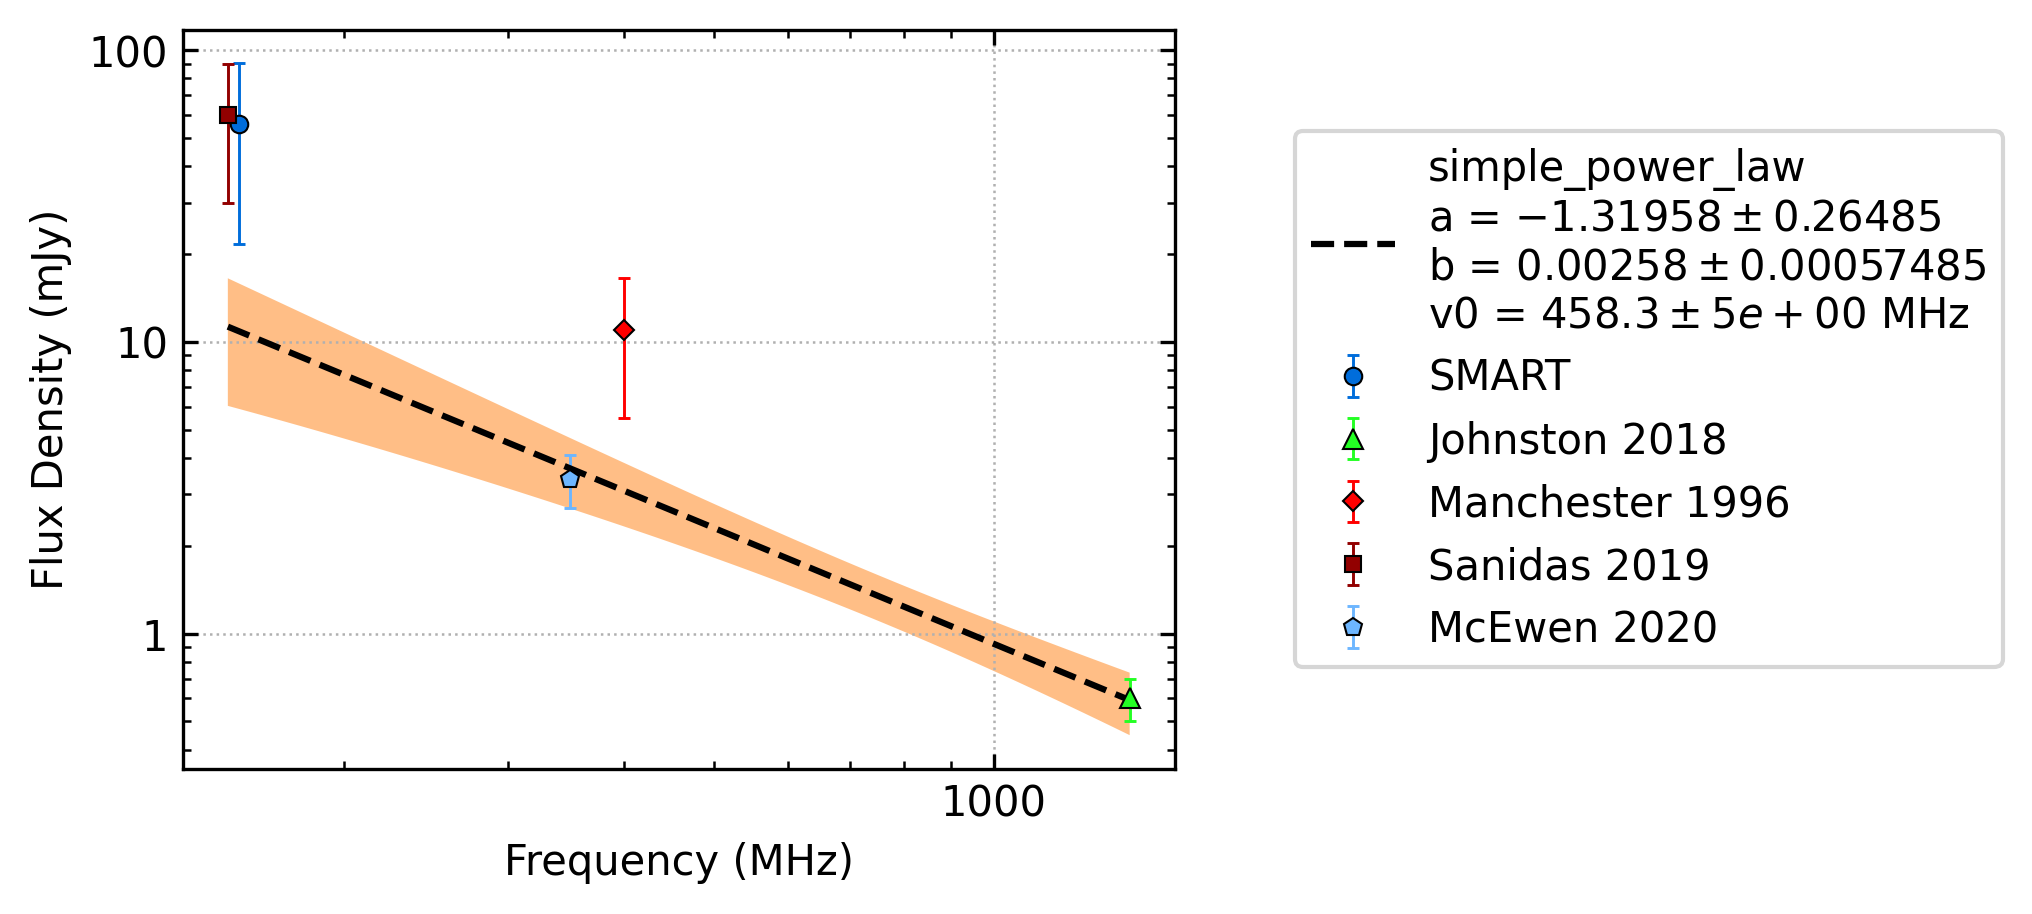 100
10
1
Flux Density (mJy)
1000
Frequency (MHz)
simple_power_law
a = −1.31958 ± 0.26485
b = 0.00258 ± 0.00057485
v0 = 458.3 ± 5e + 00 MHz
SMART
Johnston 2018
Manchester 1996
Sanidas 2019
McEwen 2020